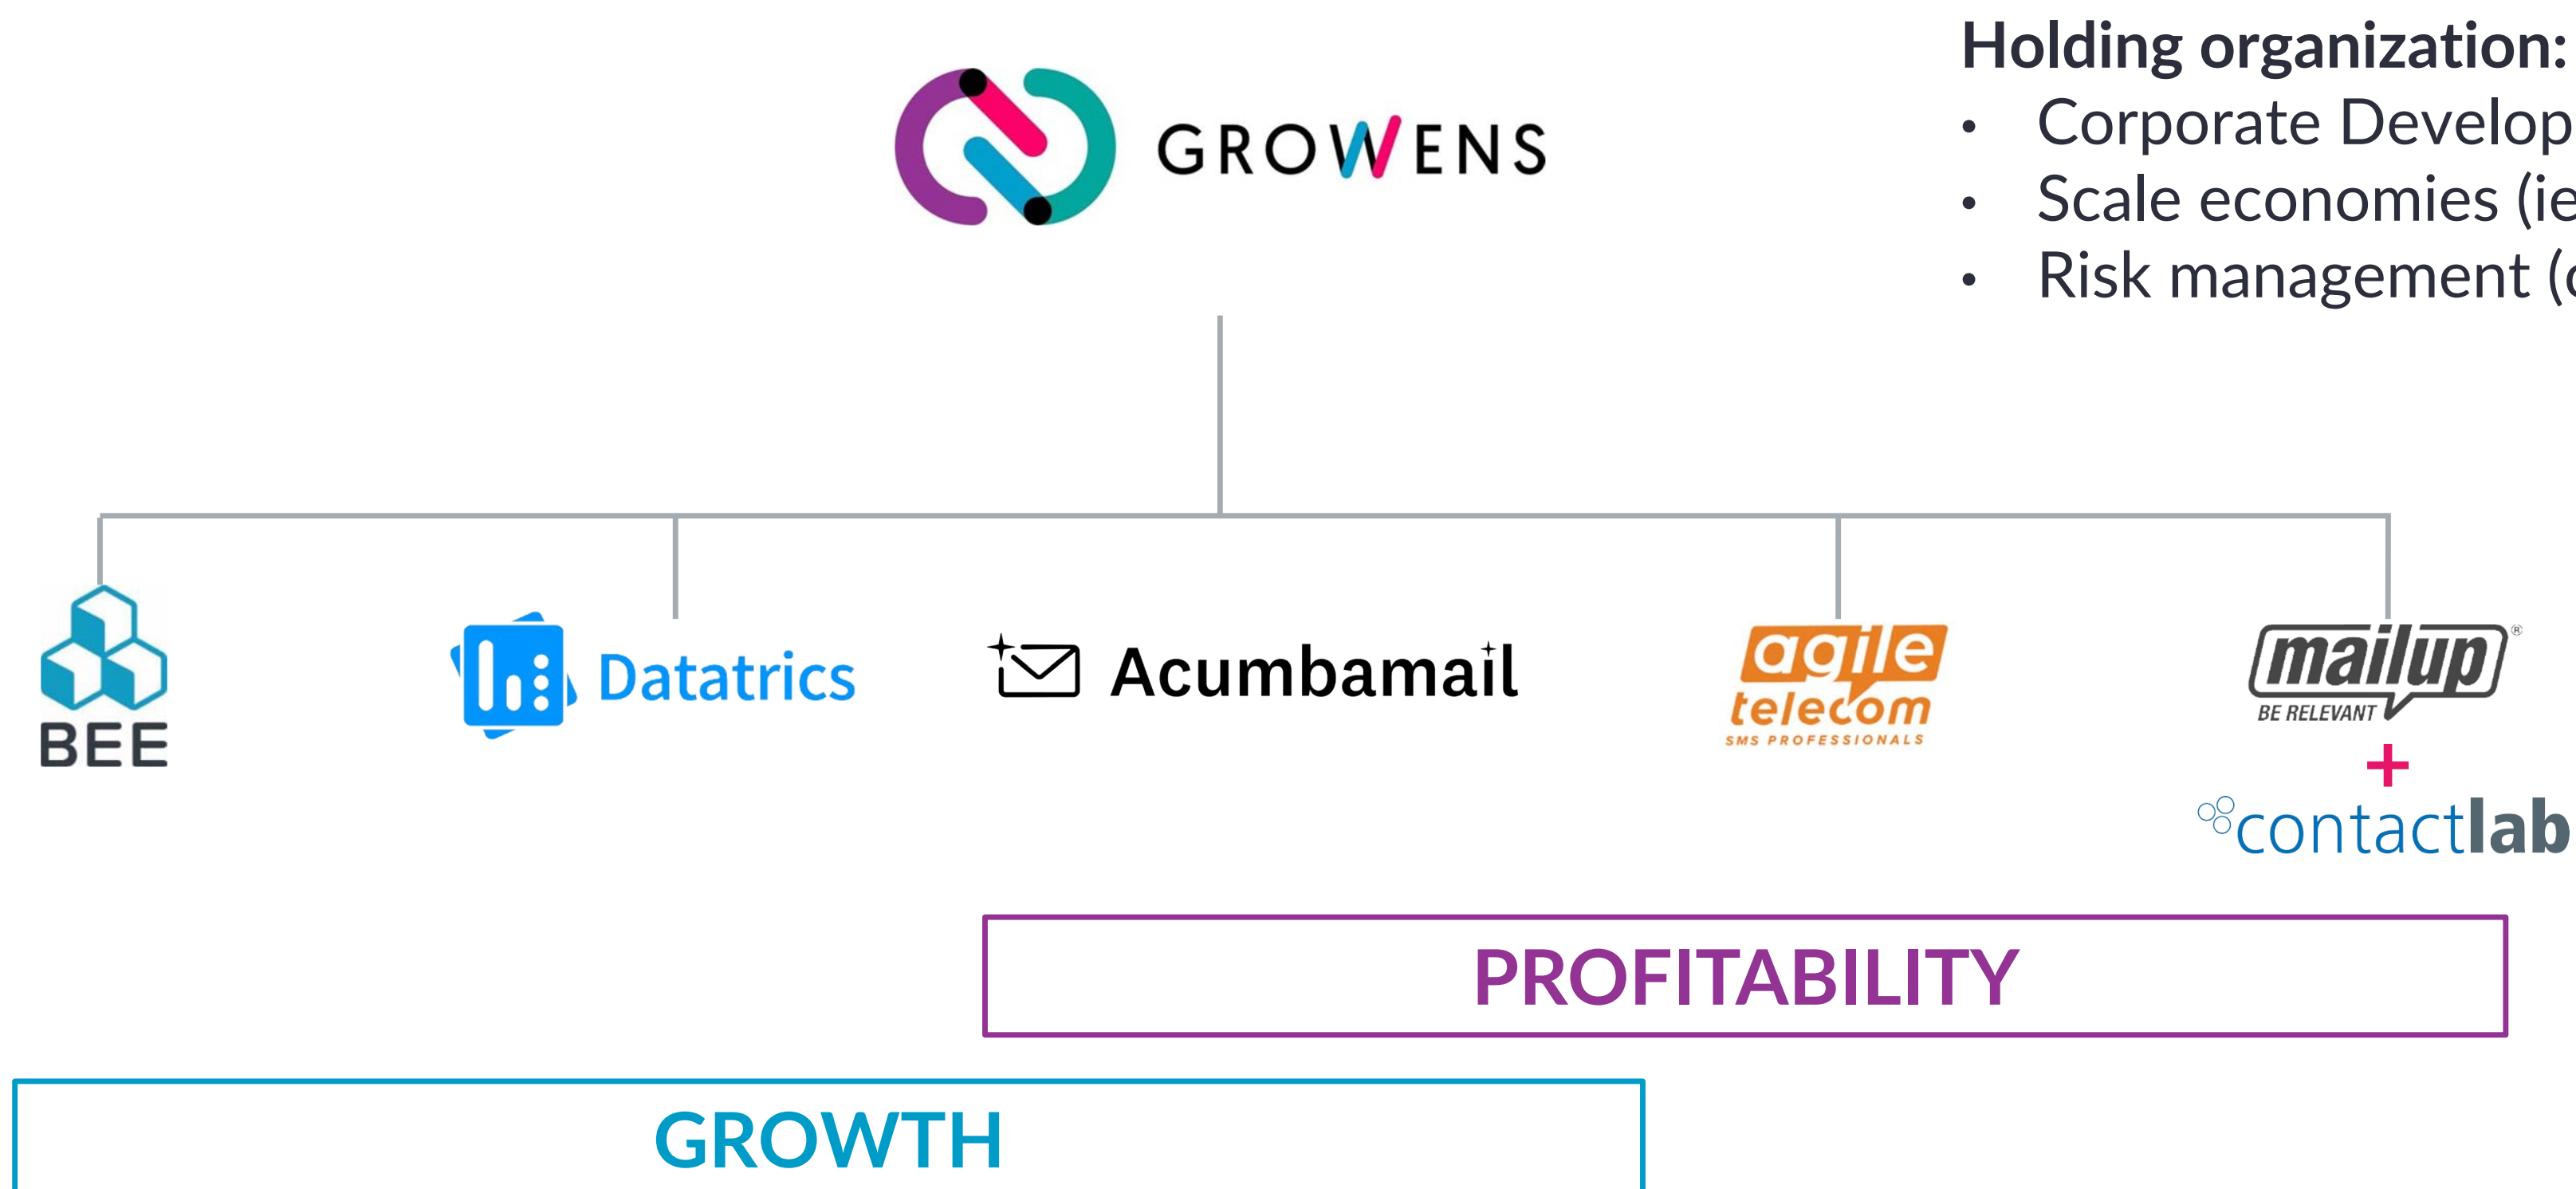 GROWENS
Holding organization:
• Corporate Develop
• Scale economies (ie
• Risk management (
BEE
Datatrics
Acumbamail
agile
telecom
SMS PROFESSIONALS
mailup®
BE RELEVANT
+
contactlab
PROFITABILITY
GROWTH